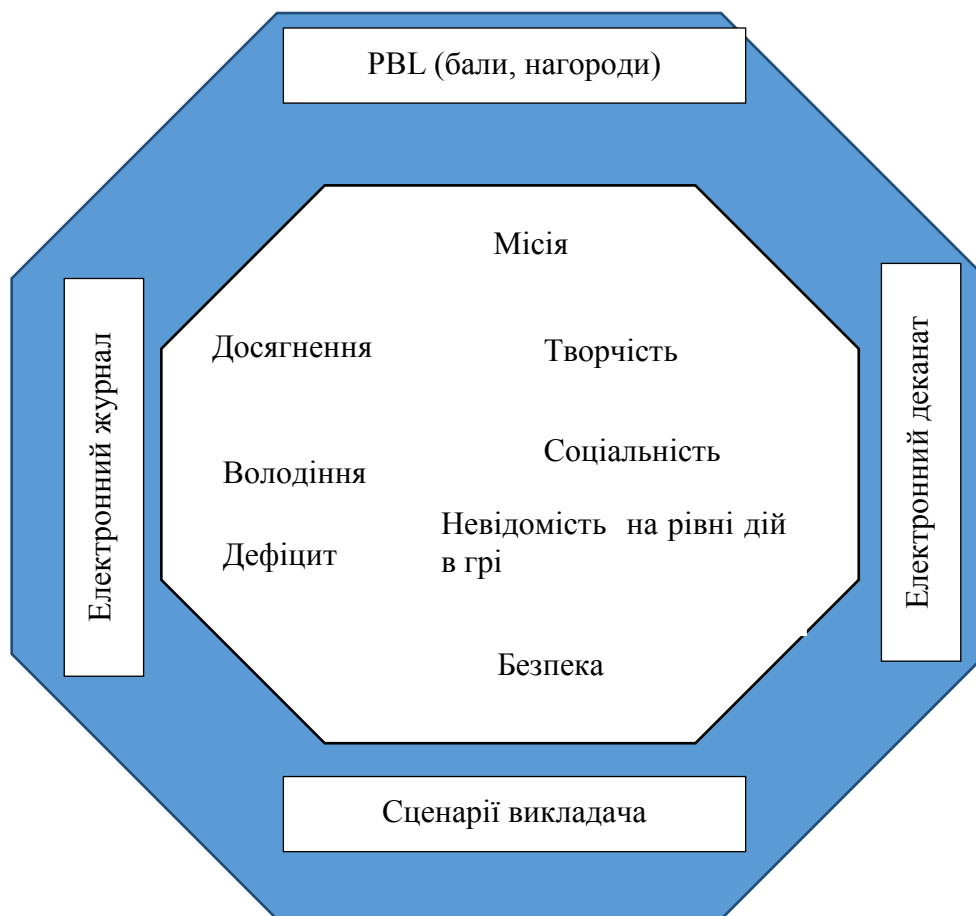 PBL (бали, нагороди)
Місія
Досягнення
Творчість
Електронний журнал
Електронний деканат
Володіння
Соціальність
Невідомість на рівні дій
в грі
Дефіцит
Безпека
Сценарії викладача